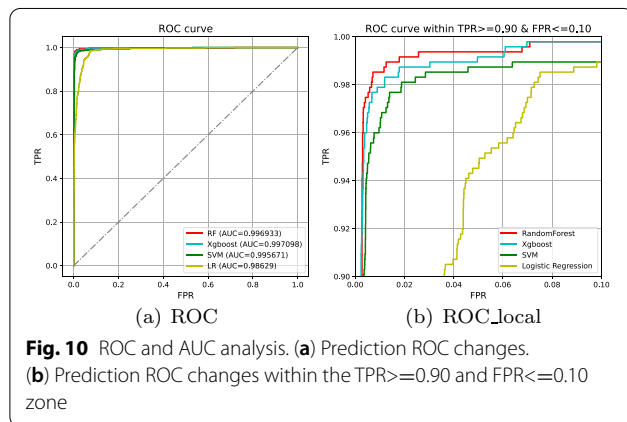 ROC curve
1.0
0.8
0.6
0.4
0.2
0.0
TPR
RF (AUC=0.996933)
Xgboost (AUC=0.997098)
SVM (AUC=0.995671)
LR (AUC=0.98629)
0.0 0.2 0.4 0.6 0.8 1.0
FPR
(a) ROC
ROC curve within TPR>=0.90 & FPR<=0.10
1.00
0.98
0.96
0.94
0.92
0.90
TPR
RandomForest
Xgboost
SVM
Logistic Regression
0.00 0.02 0.04 0.06 0.08 0.10
FPR
(b) ROC_local
Fig. 10 ROC and AUC analysis. (a) Prediction ROC changes.
(b) Prediction ROC changes within the TPR>=0.90 and FPR<=0.10
zone